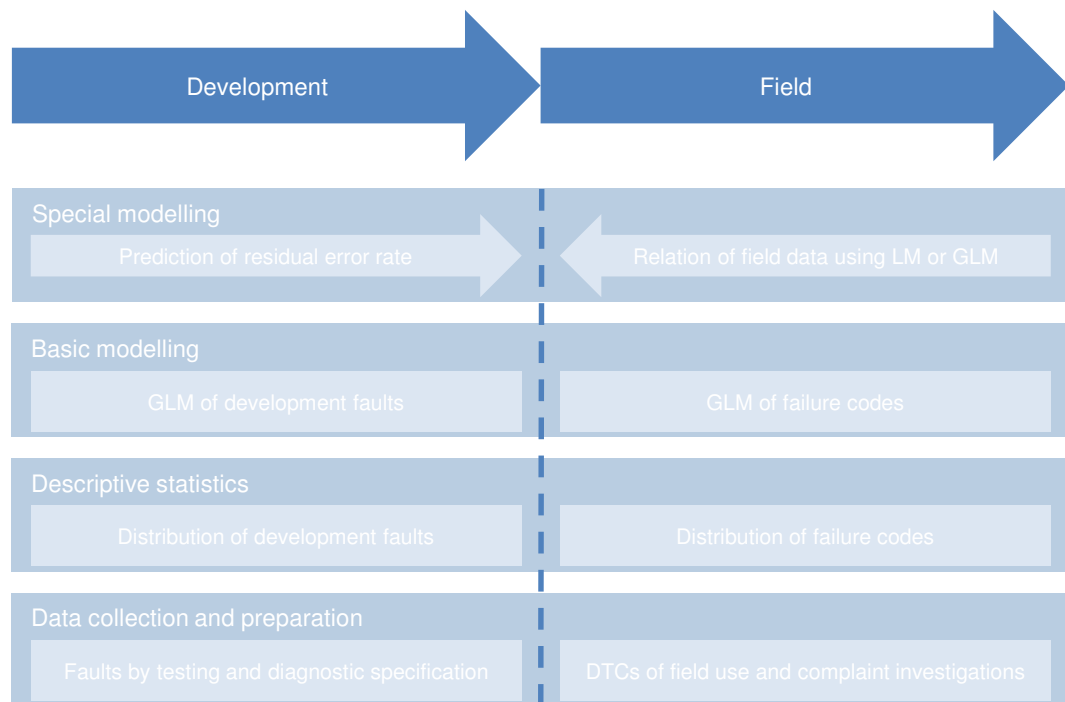 Development
Field
Special modelling
Prediction of residual error rate
Relation of field data using LM or GLM
Basic modelling
GLM of development faults
GLM of failure codes
Descriptive statistics
Distribution of development faults
Distribution of failure codes
Data collection and preparation
Faults by testing and diagnostic specification
DTCs of field use and complaint investigations